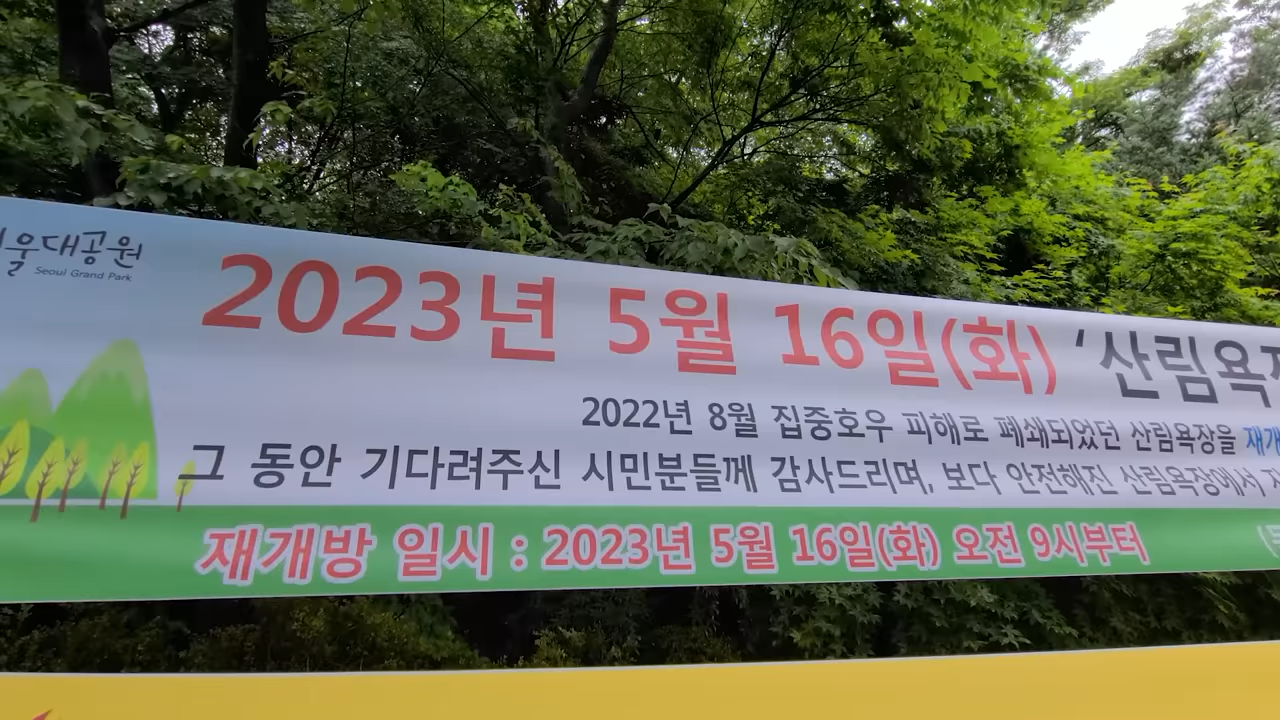 울대공원
Seoul Grand Park
2023년 5월 16일(화) ‘산림욕
2022년 8월 집중호우 피해로 폐쇄되었던 산림욕장을 재개
그 동안 기다려주신 시민분들께 감사드리며, 보다 안전해진 산림욕장에서
재개방 일시 : 2023년 5월 16일(화) 오전 9시부터